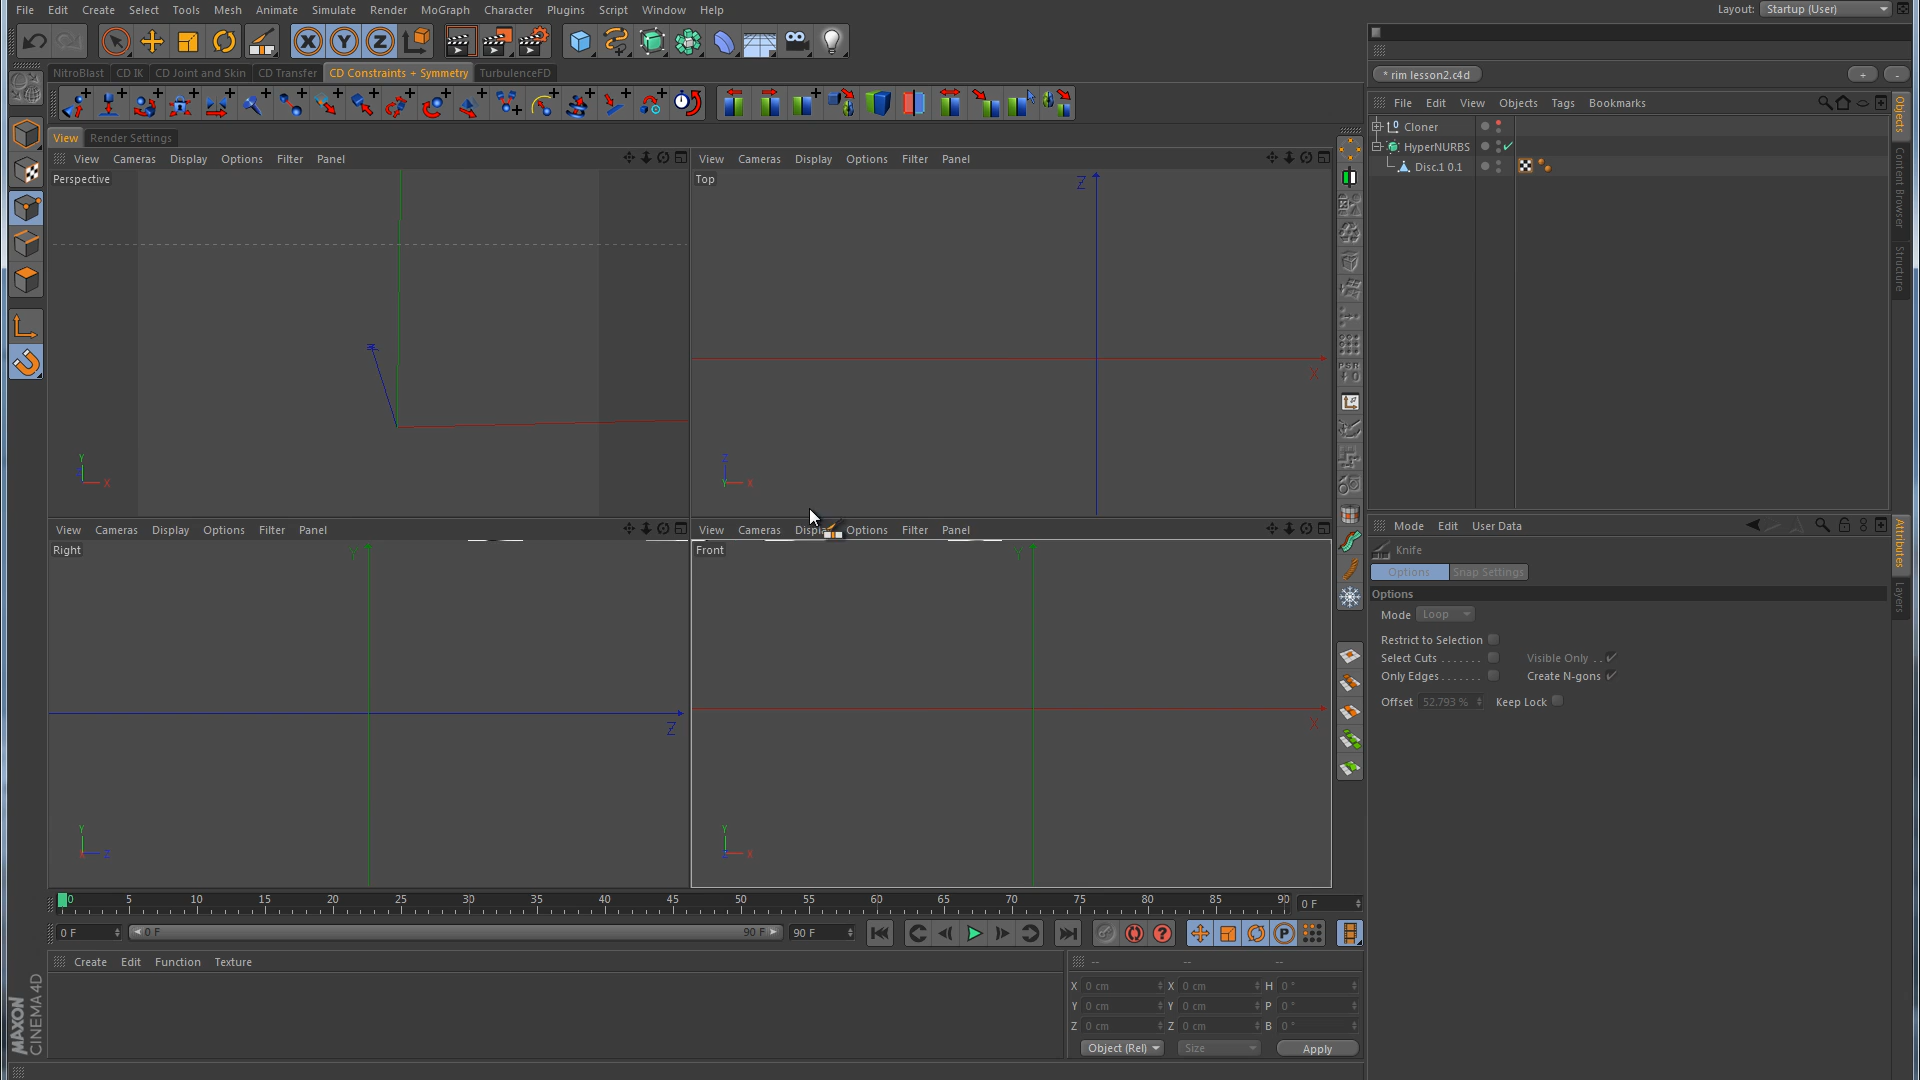 File Edit Create Select Tools Mesh Animate Simulate Render MoGraph Character Plugins Script Window Help
Layout: Startup (User)
* rim lesson2.c4d + -
NitroBlast CD IK CD Joint and Skin CD Transfer CD Constraints + Symmetry TurbulenceFD
File Edit View Objects Tags Bookmarks
Cloner
HyperNURBS
Disc.1 0.1
Objects
Content Browser
Structure
View Render Settings
View Cameras Display Options Filter Panel
View Cameras Display Options Filter Panel
Perspective
Top
Z
X
Y
X
Z
Y X
PSR
View Cameras Display Options Filter Panel
View Cameras Options Filter Panel
Right
Front
Y
Y
Z
X
Y
Z
Y
X
Mode Edit User Data
Knife
Options Snap Settings
Options
Mode Loop
Restrict to Selection
Select Cuts . . . . . . . Visible Only . .
Only Edges . . . . . . . Create N-gons
Offset 52.793 % Keep Lock
Attributes
Layers
0 5 10 15 20 25 30 35 40 45 50 55 60 65 70 75 80 85 90 0 F
0 F 0 F 90 F 90 F
Create Edit Function Texture
-- -- --
X 0 cm X 0 cm H 0 °
Y 0 cm Y 0 cm P 0 °
Z 0 cm Z 0 cm B 0 °
Object (Rel) Size Apply
MAXON
CINEMA 4D